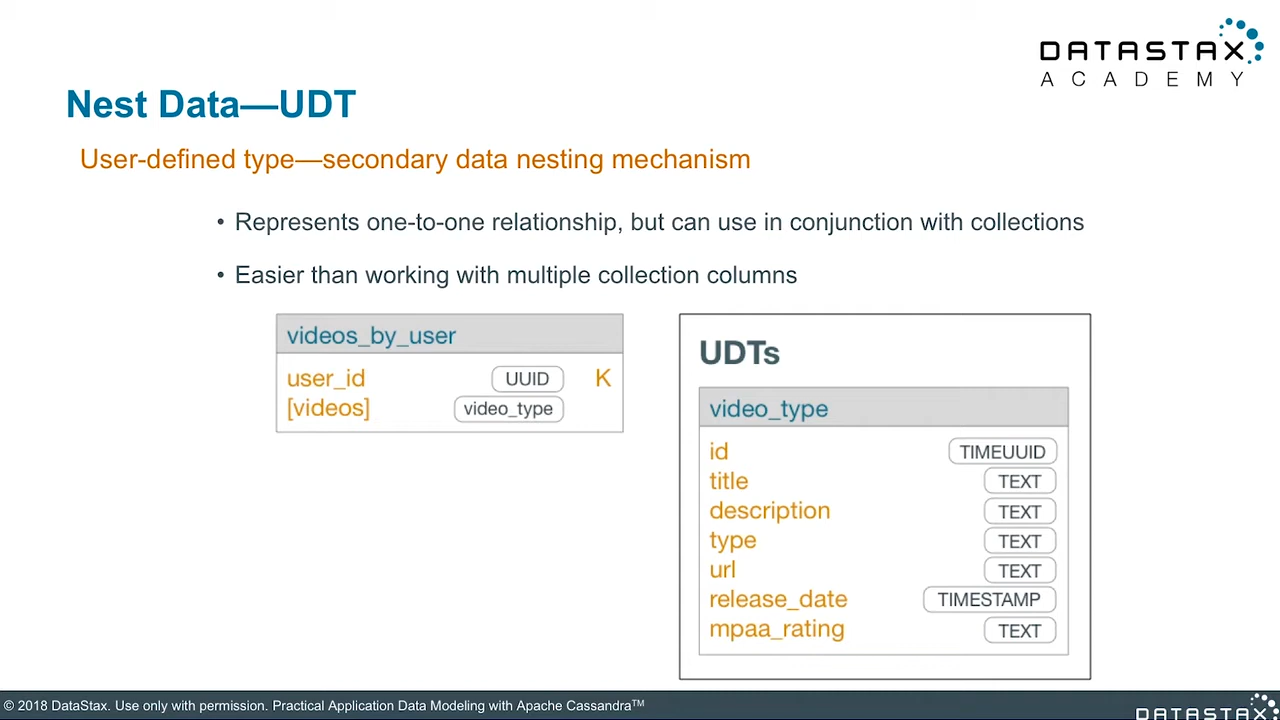 DATASTAX
ACADEMY
Nest Data—UDT
User-defined type—secondary data nesting mechanism
• Represents one-to-one relationship, but can use in conjunction with collections
• Easier than working with multiple collection columns
videos_by_user
user_id UUID K
[videos] video_type
UDTs
video_type
id TIMEUUID
title TEXT
description TEXT
type TEXT
url TEXT
release_date TIMESTAMP
mpaa_rating TEXT
© 2018 DataStax. Use only with permission. Practical Application Data Modeling with Apache Cassandra™
DATASTAX